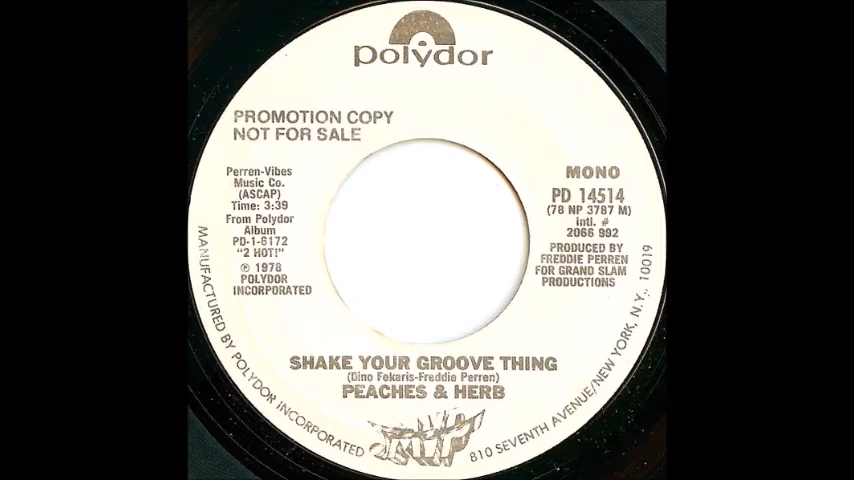 polydor
PROMOTION COPY
NOT FOR SALE
Perren-Vibes
Music Co.
(ASCAP)
Time: 3:39
From Polydor
Album
PD-1-6172
"2 HOT!"
℗ 1978
POLYDOR
INCORPORATED
MONO
PD 14514
(78 NP 3787 M)
Intl. #
2066 992
PRODUCED BY
FREDDIE PERREN
FOR GRAND SLAM
PRODUCTIONS
SHAKE YOUR GROOVE THING
(Dino Fekaris-Freddie Perren)
PEACHES & HERB
MANUFACTURED BY POLYDOR INCORPORATED
810 SEVENTH AVENUE/NEW YORK, N.Y., 10019